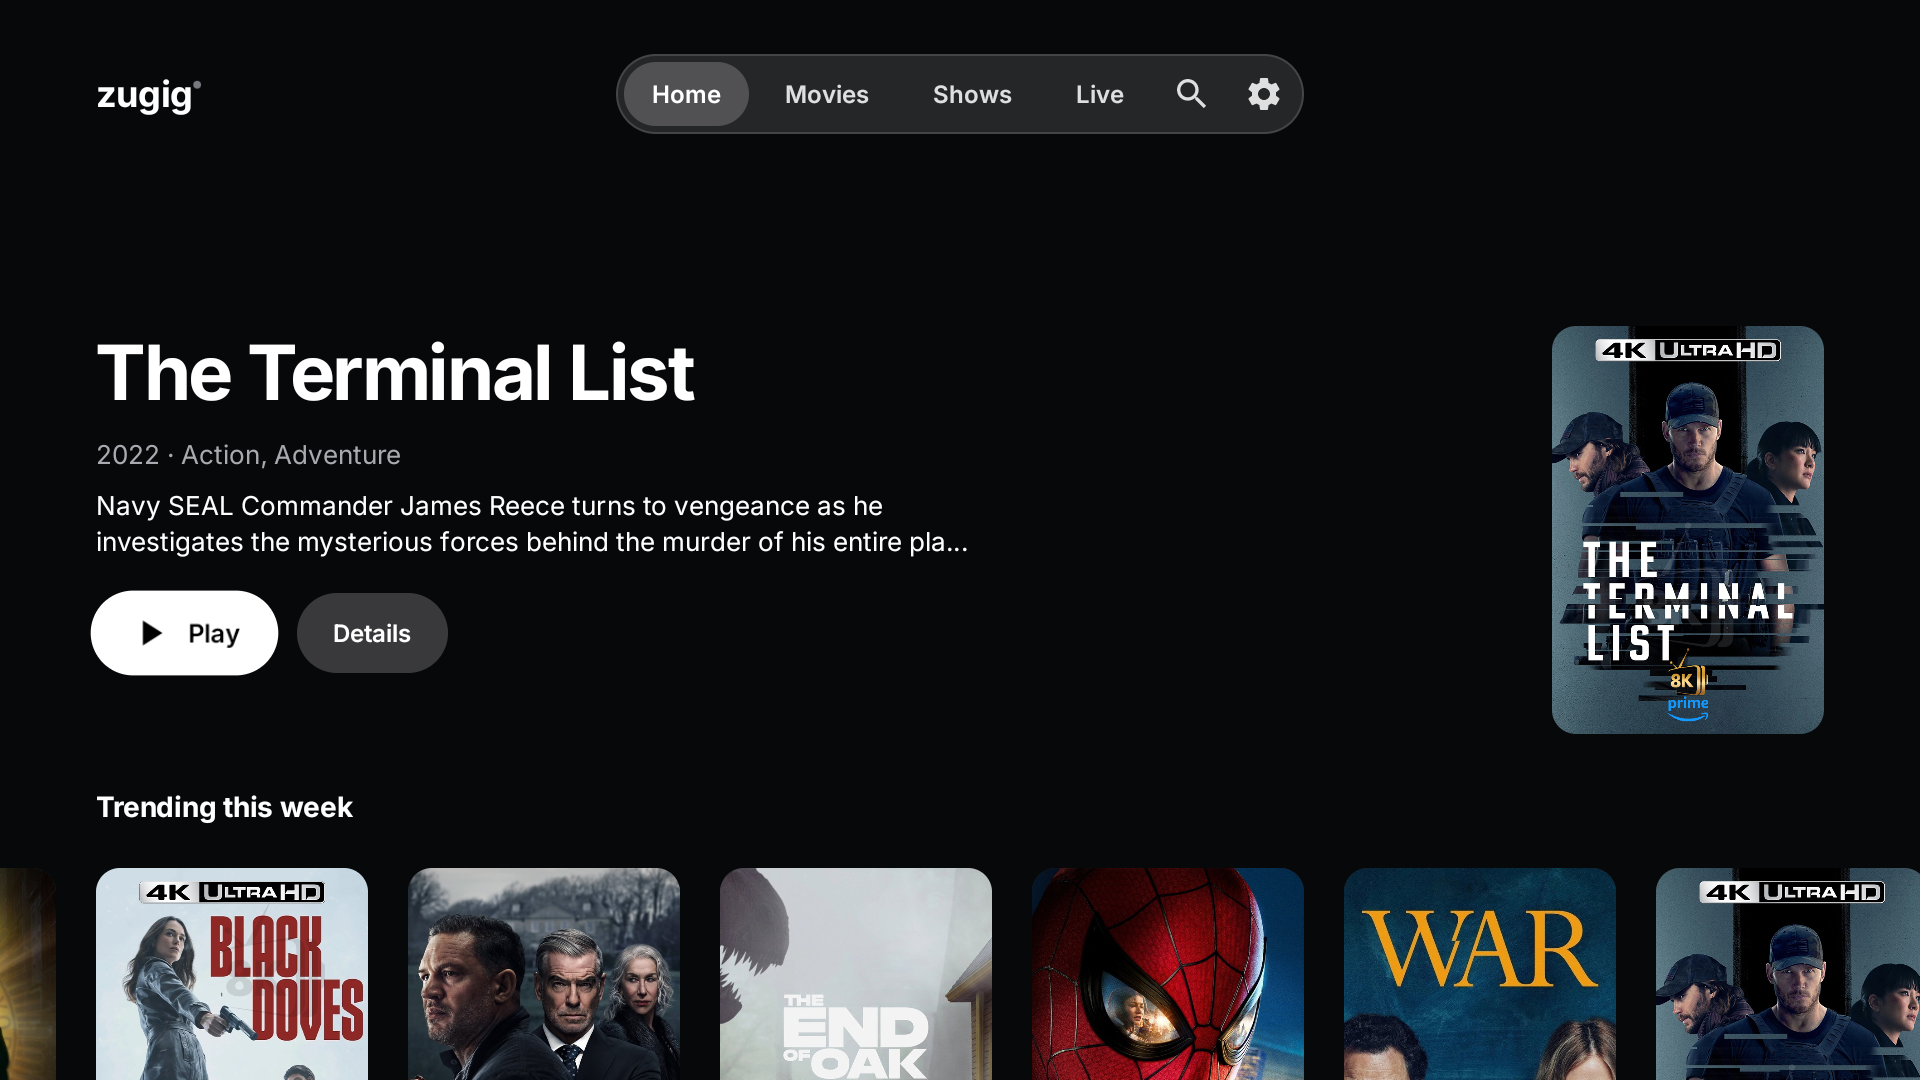 zugig
Home
Movies
Shows
Live
The Terminal List
2022 · Action, Adventure
Navy SEAL Commander James Reece turns to vengeance as he
investigates the mysterious forces behind the murder of his entire pla...
Play
Details
4K ULTRA HD
THE
TERMINAL
LIST
8K
prime
Trending this week
4K ULTRA HD
BLACK
DOVES
THE
END
OF OAK
WAR
4K ULTRA HD